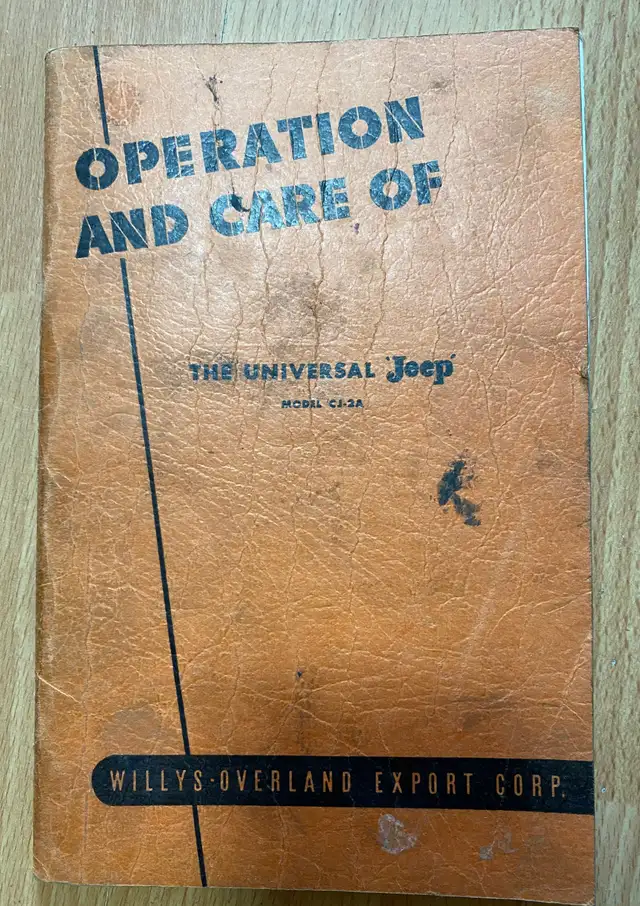 OPERATION
AND CARE OF
THE UNIVERSAL 'Jeep'
MODEL CJ-2A
WILLYS-OVERLAND EXPORT CORP.